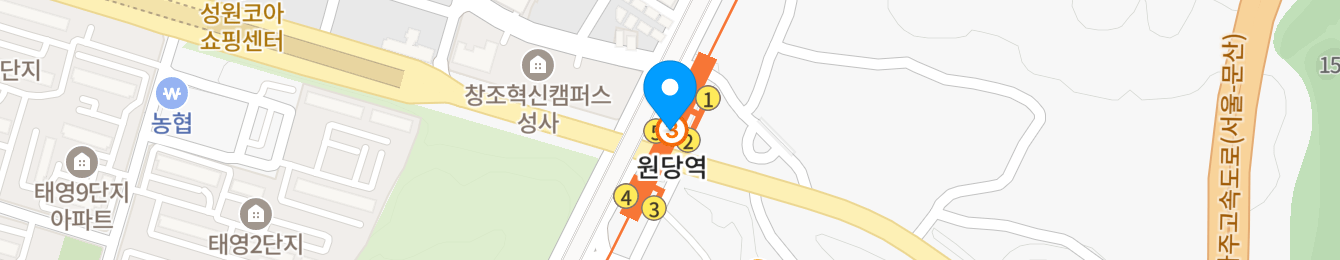 성원코아
쇼핑센터
단지
농협
창조혁신캠퍼스
성사
1
5
3
2
원당역
4
3
태영9단지
아파트
태영2단지
주고속도로(서울-문산)
15